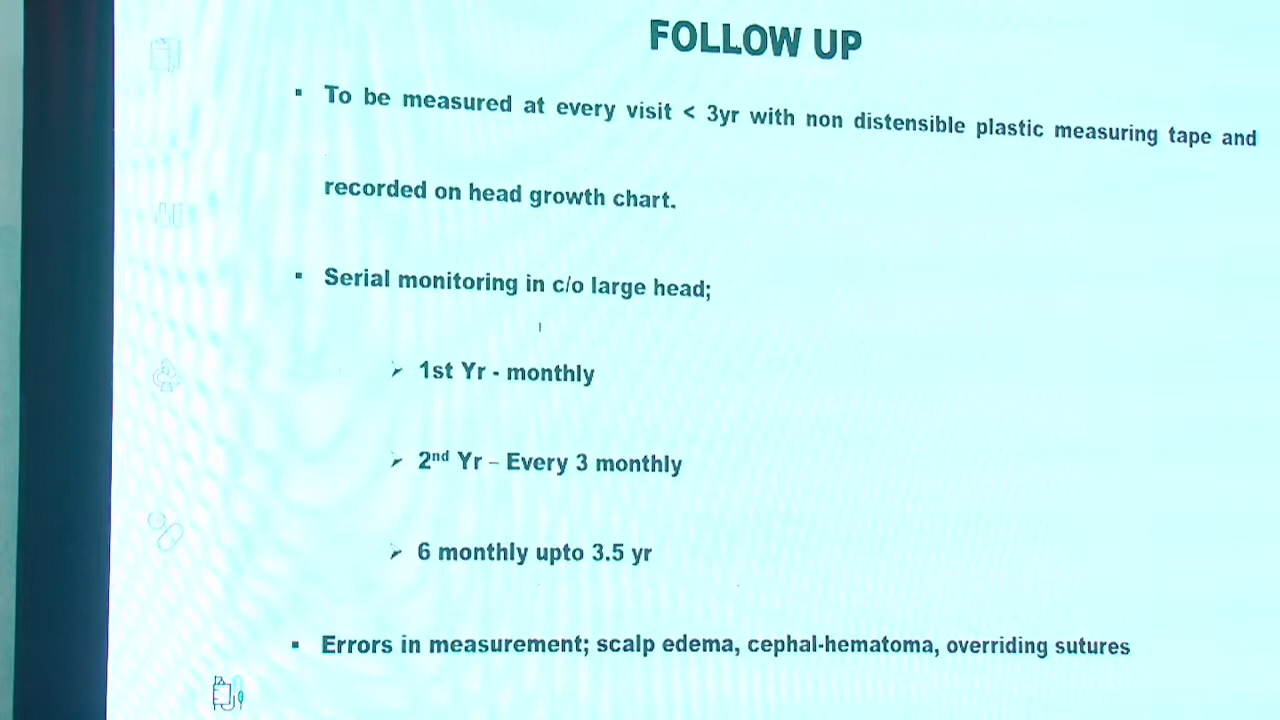 FOLLOW UP
▪ To be measured at every visit < 3yr with non distensible plastic measuring tape and
recorded on head growth chart.
▪ Serial monitoring in c/o large head;
➢ 1st Yr - monthly
➢ 2nd Yr – Every 3 monthly
➢ 6 monthly upto 3.5 yr
▪ Errors in measurement; scalp edema, cephal-hematoma, overriding sutures